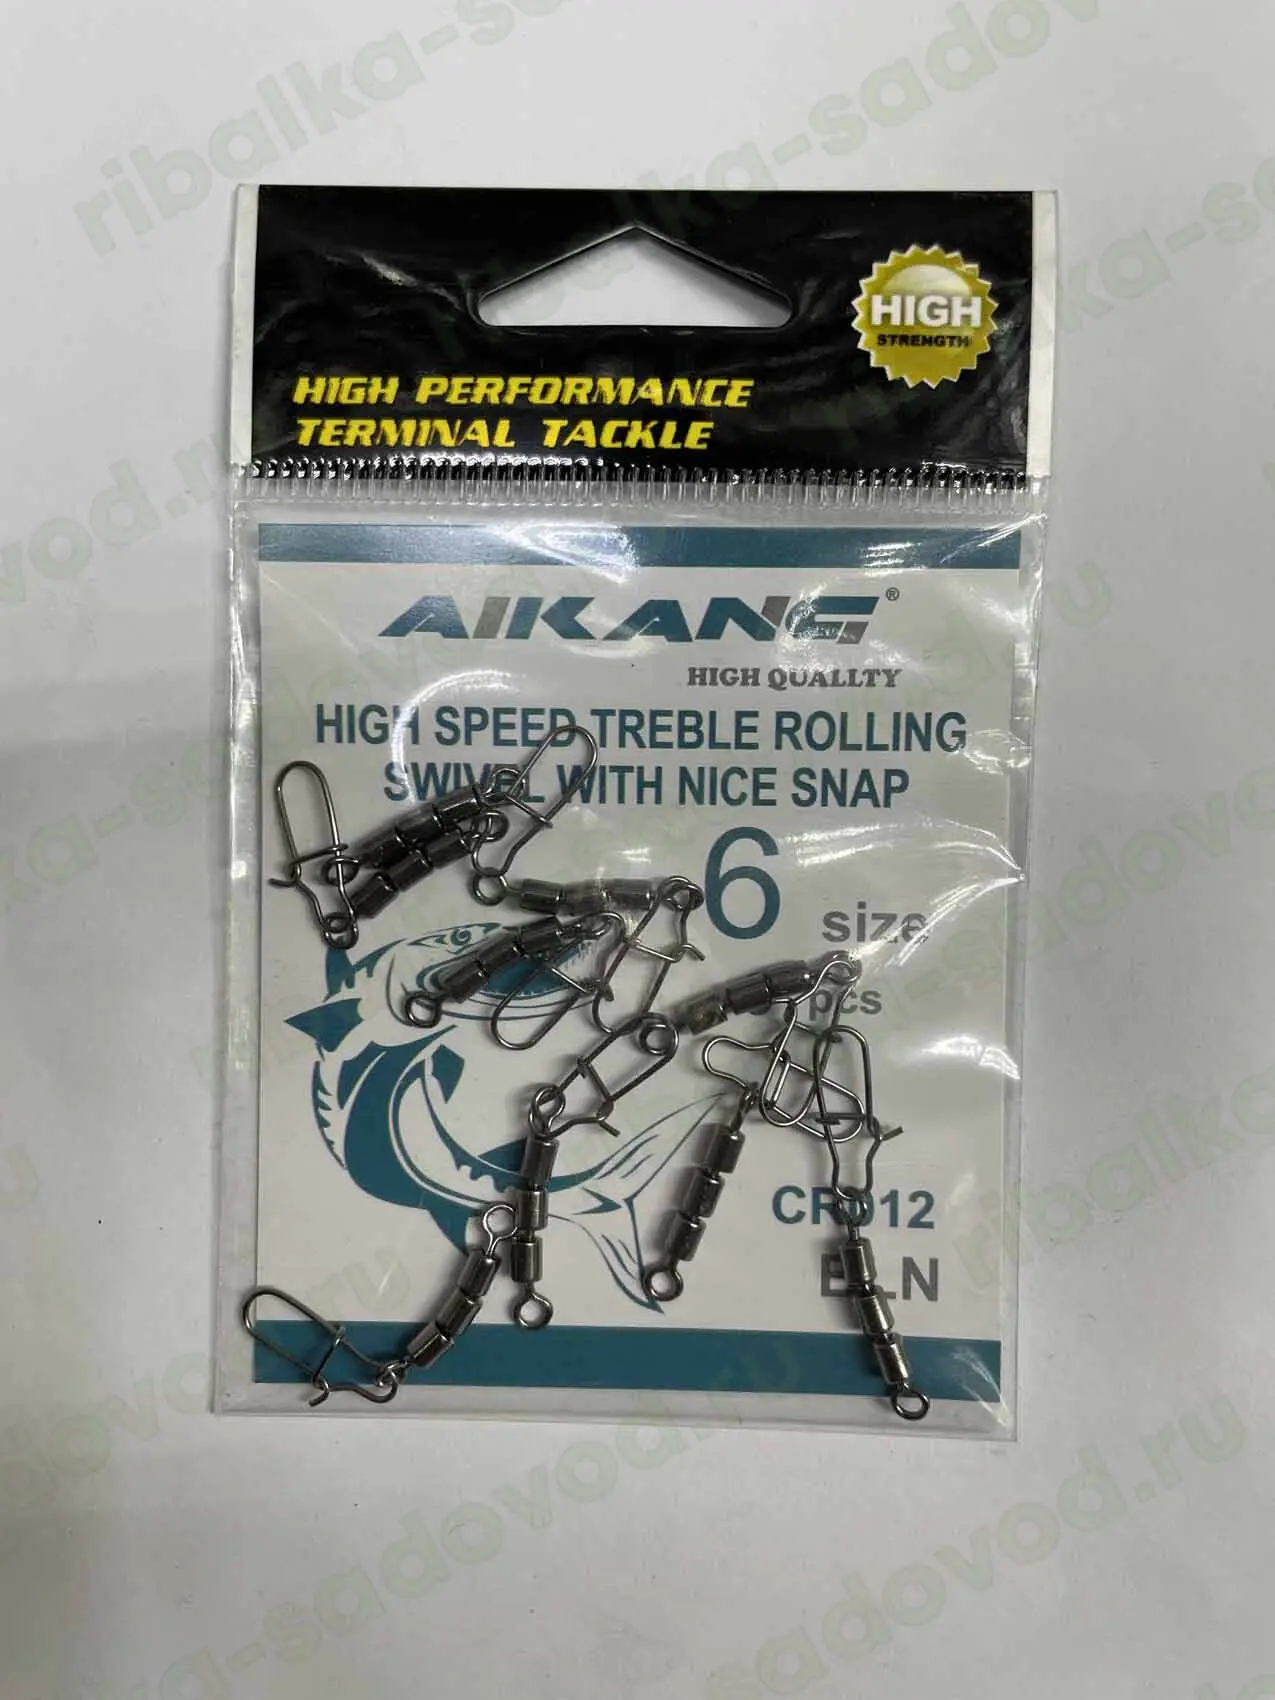 HIGH
STRENGTH
HIGH PERFORMANCE
TERMINAL TACKLE
AIKANG®
HIGH QUALLTY
HIGH SPEED TREBLE ROLLING
SWIVEL WITH NICE SNAP
6 size
pcs
CR012
BLN
ribalka-sadovod.ru